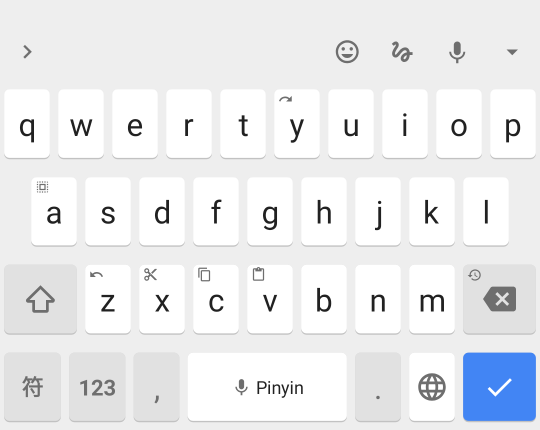 q w e r t y u i o p
a s d f g h j k l
z x c v b n m
符 123 , Pinyin .